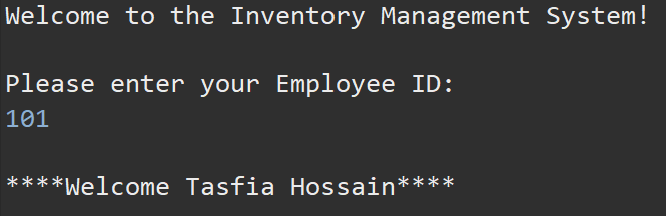 Welcome to the Inventory Management System!
Please enter your Employee ID:
101
****Welcome Tasfia Hossain****